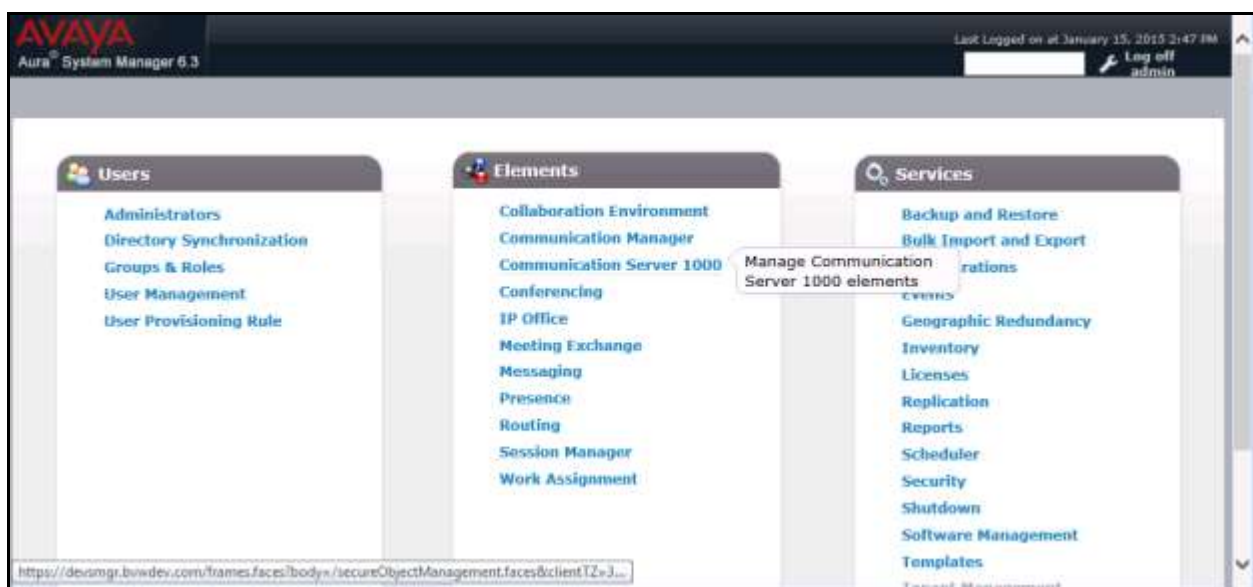 AVAYA
Aura® System Manager 6.3
Last Logged on at January 15, 2015 2:47 PM
Log off
admin
Users
Administrators
Directory Synchronization
Groups & Roles
User Management
User Provisioning Rule
Elements
Collaboration Environment
Communication Manager
Communication Server 1000
Conferencing
IP Office
Meeting Exchange
Messaging
Presence
Routing
Session Manager
Work Assignment
Manage Communication
Server 1000 elements
Services
Backup and Restore
Bulk Import and Export
rations
Events
Geographic Redundancy
Inventory
Licenses
Replication
Reports
Scheduler
Security
Shutdown
Software Management
Templates
Tenant Management
https://devsmgr.bvwdev.com/frames.faces?body=/secureObjectManagement.faces&clientTZ=3...